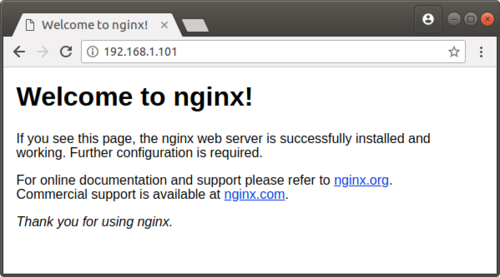 Welcome to nginx!
192.168.1.101
Welcome to nginx!
If you see this page, the nginx web server is successfully installed and
working. Further configuration is required.
For online documentation and support please refer to nginx.org.
Commercial support is available at nginx.com.
Thank you for using nginx.